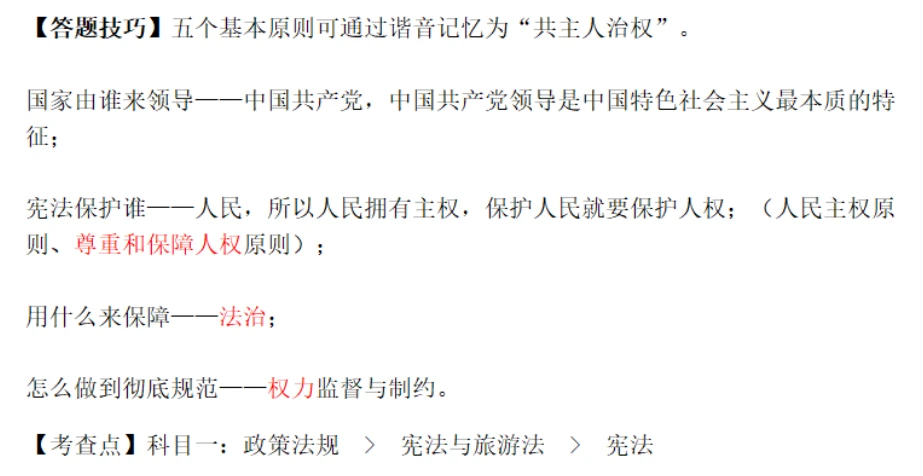 【答题技巧】五个基本原则可通过谐音记忆为“共主人治权”。
国家由谁来领导——中国共产党，中国共产党领导是中国特色社会主义最本质的特
征；
宪法保护谁——人民，所以人民拥有主权，保护人民就要保护人权；（人民主权原
则、尊重和保障人权原则）；
用什么来保障——法治；
怎么做到彻底规范——权力监督与制约。
【考查点】科目一：政策法规 > 宪法与旅游法 > 宪法